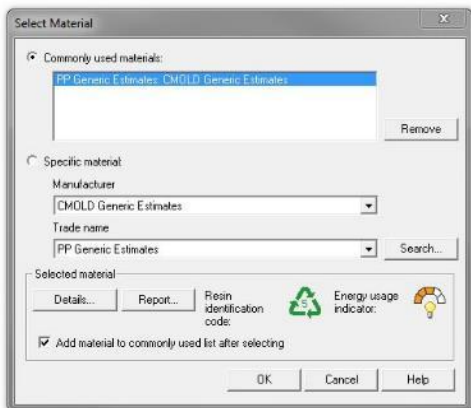 Select Material
Commonly used materials:
PP Generic Estimates: CMOLD Generic Estimates
Remove
Specific material:
Manufacturer
CMOLD Generic Estimates
Trade name
PP Generic Estimates
Search...
Selected material
Details...
Report...
Resin
identification
code:
5
Energy usage
indicator:
Add material to commonly used list after selecting
OK
Cancel
Help